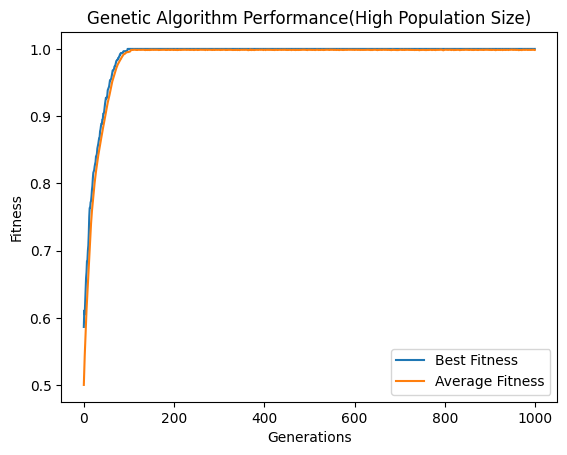 Genetic Algorithm Performance(High Population Size)
1.0
0.9
0.8
0.7
0.6
0.5
Fitness
Best Fitness
Average Fitness
0 200 400 600 800 1000
Generations